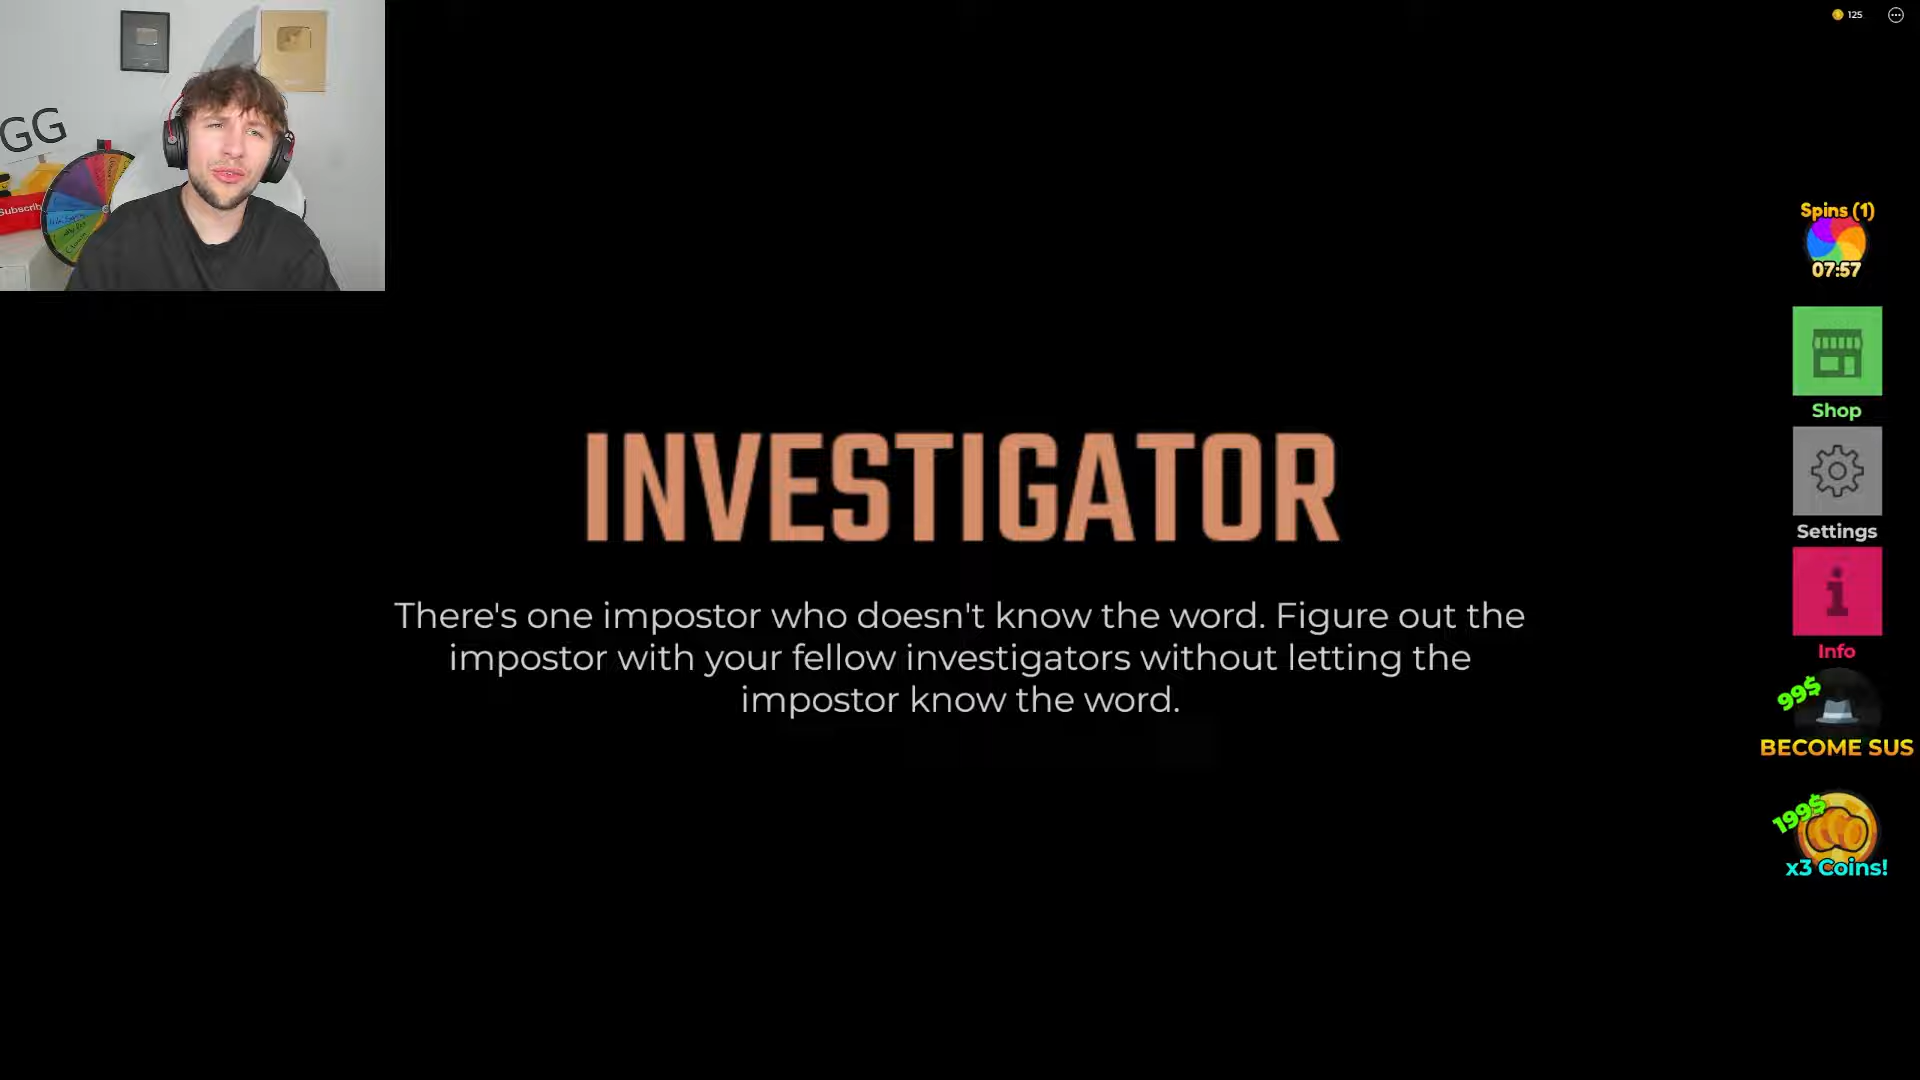 GG
Subscrib
125
Spins (1)
07:57
Shop
Settings
Info
99$
BECOME SUS
199$
x3 Coins!
INVESTIGATOR
There's one impostor who doesn't know the word. Figure out the
impostor with your fellow investigators without letting the
impostor know the word.